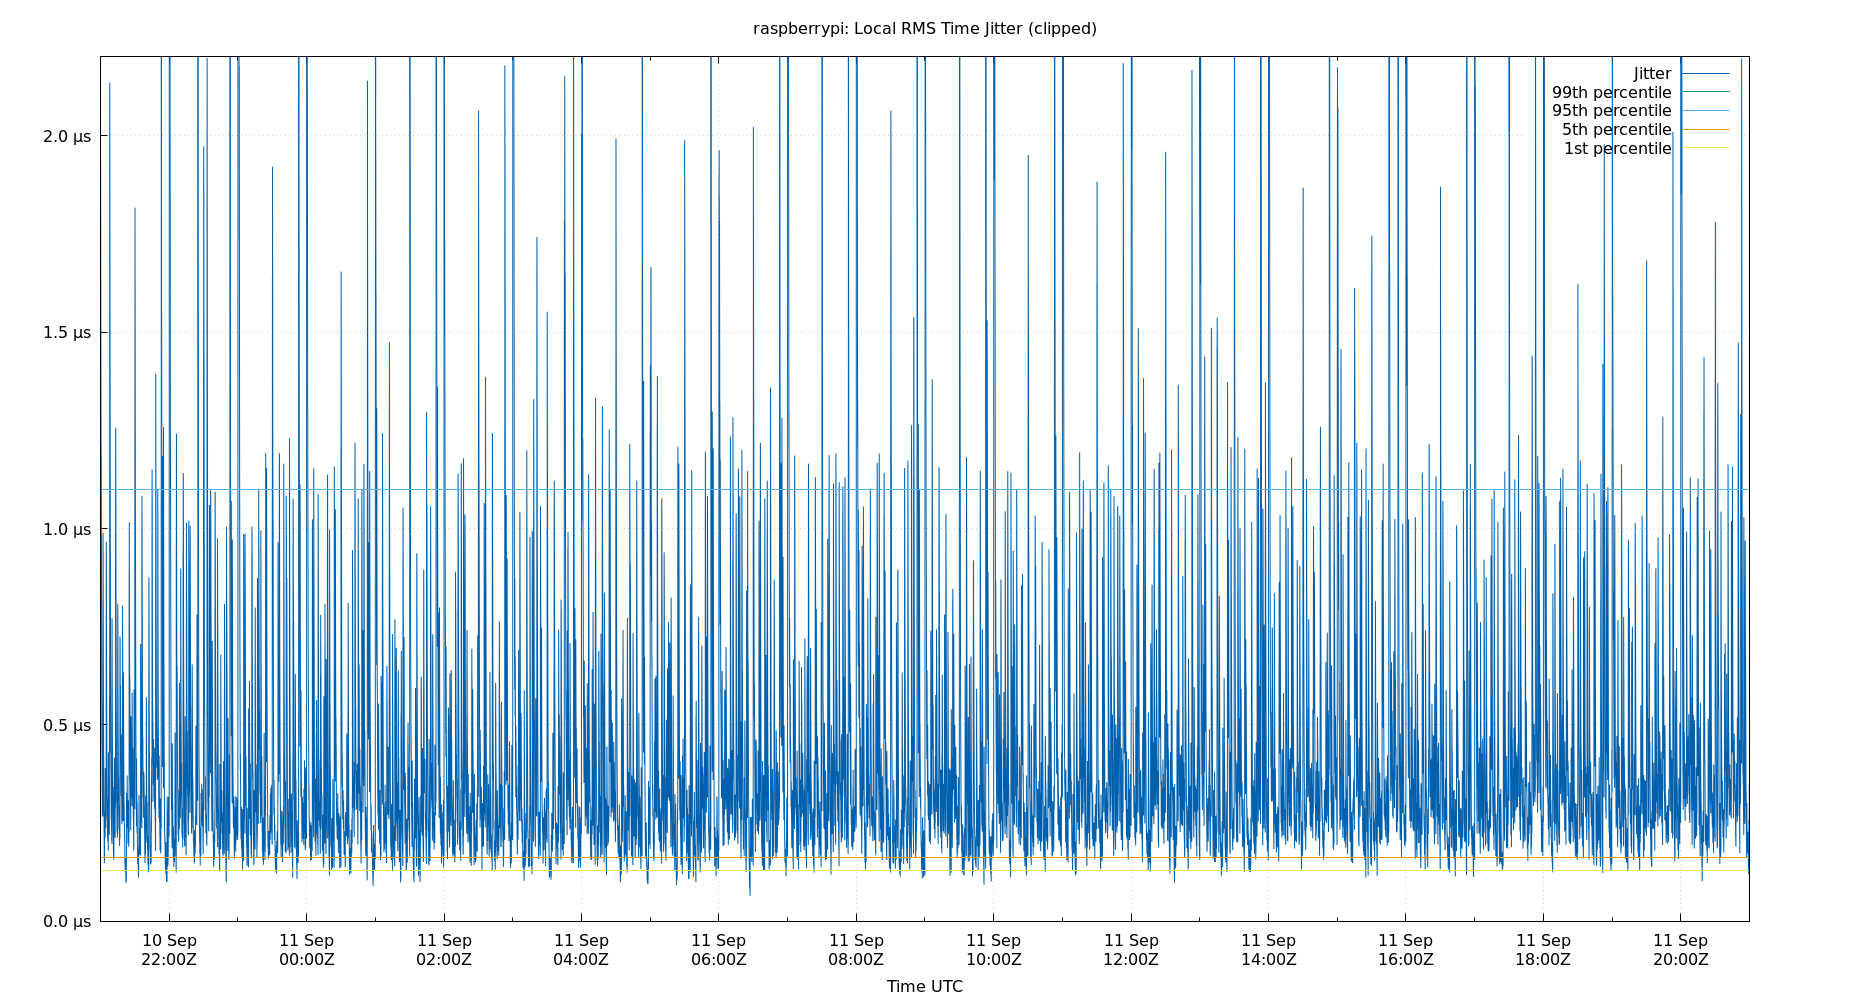 raspberrypi: Local RMS Time Jitter (clipped)
Jitter
99th percentile
95th percentile
5th percentile
1st percentile
2.0 μs
1.5 μs
1.0 μs
0.5 μs
0.0 μs
10 Sep 11 Sep 11 Sep 11 Sep 11 Sep 11 Sep 11 Sep 11 Sep 11 Sep 11 Sep 11 Sep 11 Sep
22:00Z 00:00Z 02:00Z 04:00Z 06:00Z 08:00Z 10:00Z 12:00Z 14:00Z 16:00Z 18:00Z 20:00Z
Time UTC